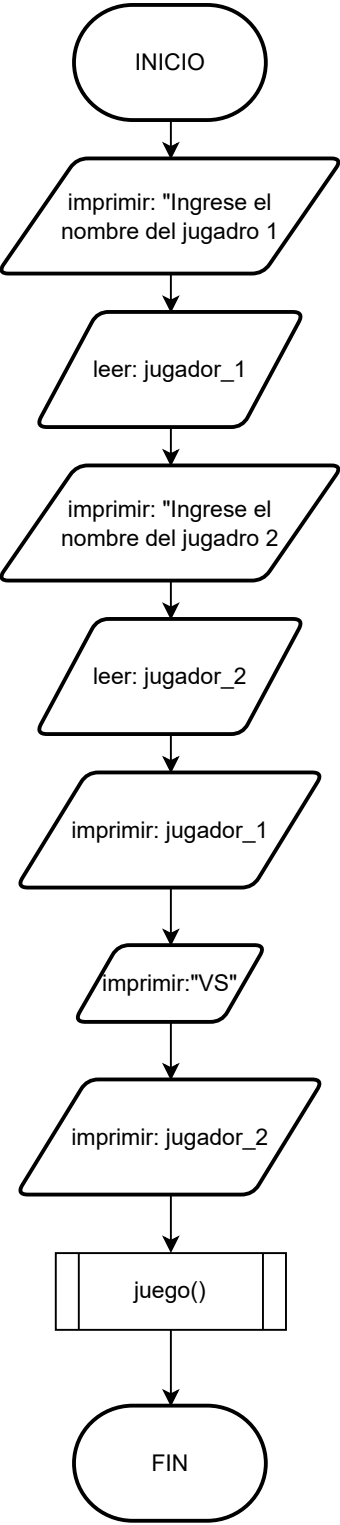 INICIO
imprimir: "Ingrese el
nombre del jugadro 1
leer: jugador_1
imprimir: "Ingrese el
nombre del jugadro 2
leer: jugador_2
imprimir: jugador_1
imprimir:"VS"
imprimir: jugador_2
juego()
FIN